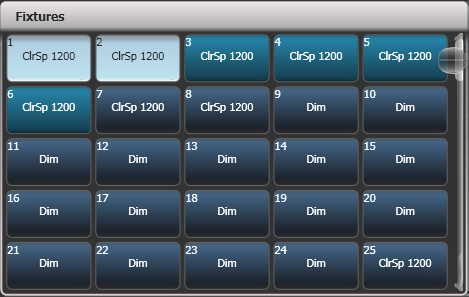 Fixtures
1
ClrSp 1200
2
ClrSp 1200
3
ClrSp 1200
4
ClrSp 1200
5
ClrSp 1200
6
ClrSp 1200
7
ClrSp 1200
8
ClrSp 1200
9
Dim
10
Dim
11
Dim
12
Dim
13
Dim
14
Dim
15
Dim
16
Dim
17
Dim
18
Dim
19
Dim
20
Dim
21
Dim
22
Dim
23
Dim
24
Dim
25
ClrSp 1200